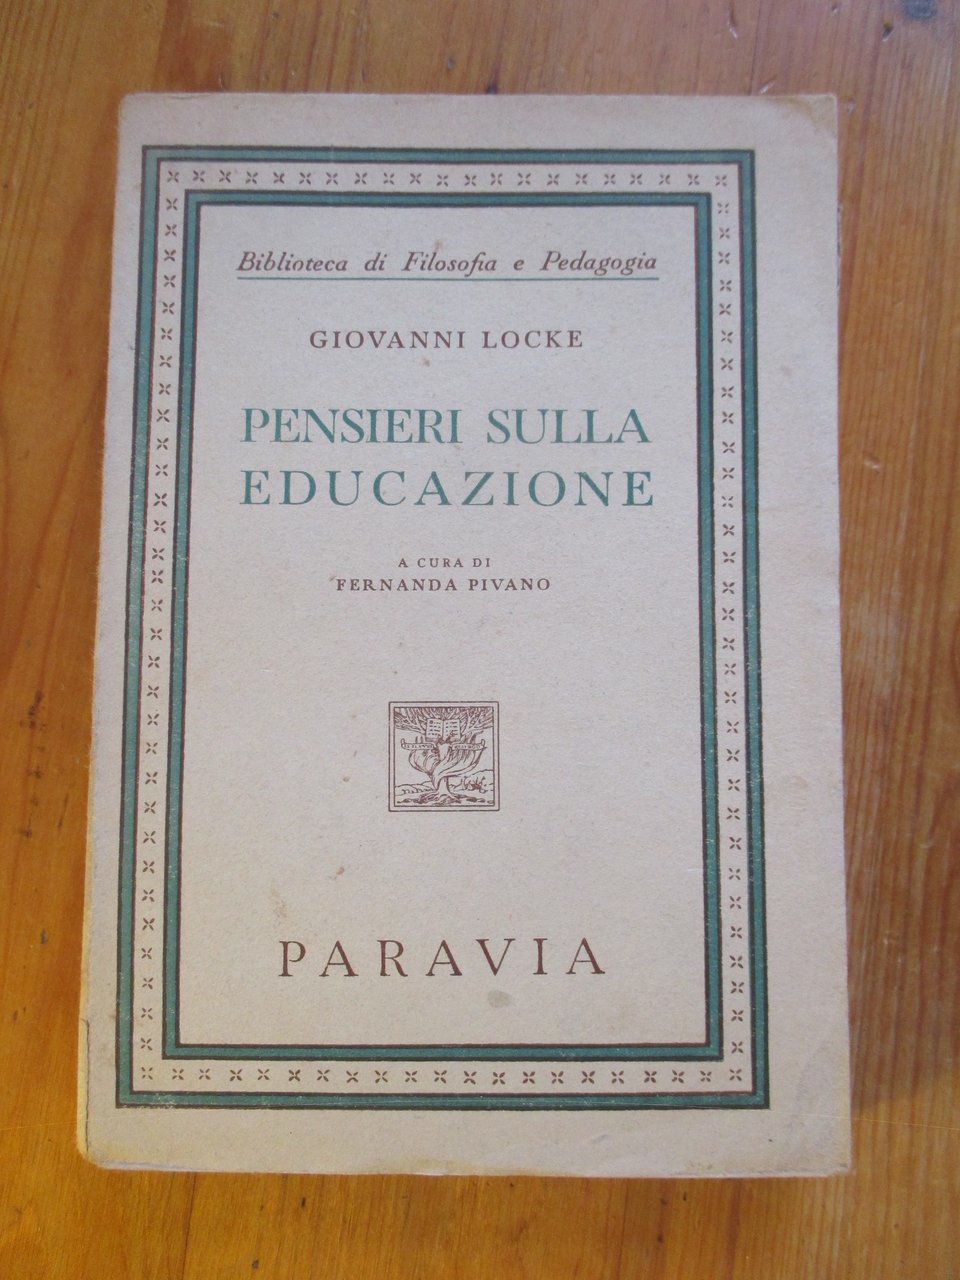 Biblioteca di Filosofia e Pedagogia
GIOVANNI LOCKE
PENSIERI SULLA
EDUCAZIONE
A CURA DI
FERNANDA PIVANO
PARAVIA